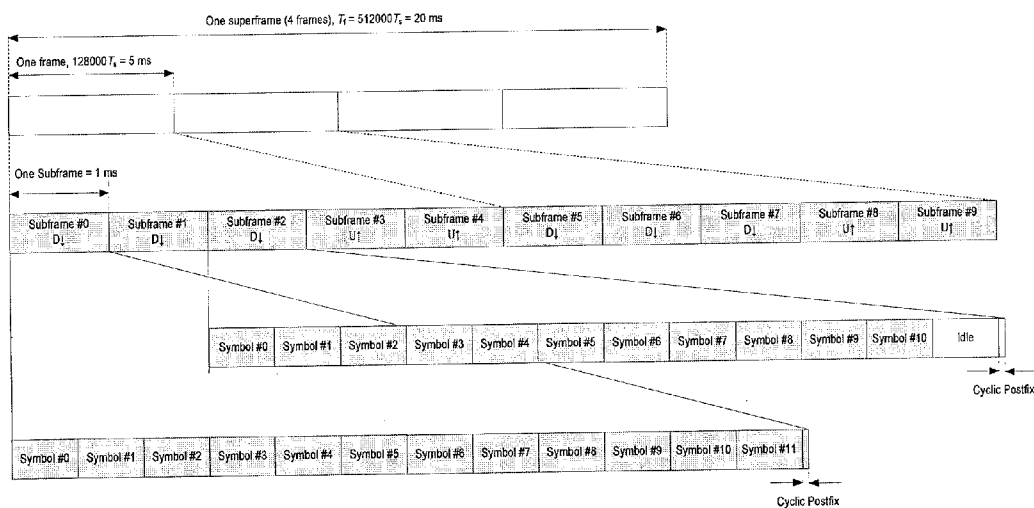 One superframe (4 frames), Tf = 512000Ts = 20 ms
One frame, 128000Ts = 5 ms
One Subframe = 1 ms
Subframe #0 Subframe #1 Subframe #2 Subframe #3 Subframe #4 Subframe #5 Subframe #6 Subframe #7 Subframe #8 Subframe #9
D↓ D↓ D↓ U↑ U↑ D↓ D↓ D↓ U↑ U↑
Symbol #0 Symbol #1 Symbol #2 Symbol #3 Symbol #4 Symbol #5 Symbol #6 Symbol #7 Symbol #8 Symbol #9 Symbol #10 Idle
Cyclic Postfix
Symbol #0 Symbol #1 Symbol #2 Symbol #3 Symbol #4 Symbol #5 Symbol #6 Symbol #7 Symbol #8 Symbol #9 Symbol #10 Symbol #11
Cyclic Postfix